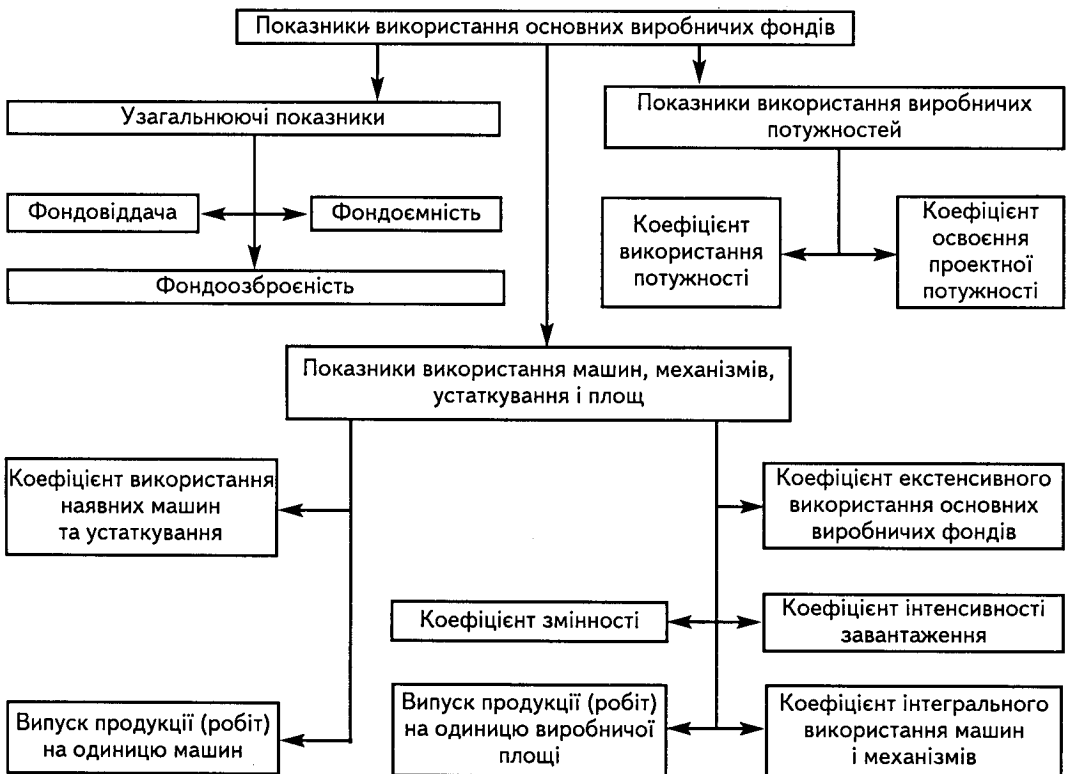 Показники використання основних виробничих фондів
Узагальнюючі показники
Показники використання виробничих
потужностей
Фондовіддача
Фондоємність
Фондоозброєність
Коефіцієнт
використання
потужності
Коефіцієнт
освоєння
проектної
потужності
Показники використання машин, механізмів,
устаткування і площ
Коефіцієнт використання
наявних машин
та устаткування
Коефіцієнт екстенсивного
використання основних
виробничих фондів
Коефіцієнт змінності
Коефіцієнт інтенсивності
завантаження
Випуск продукції (робіт)
на одиницю машин
Випуск продукції (робіт)
на одиницю виробничої
площі
Коефіцієнт інтегрального
використання машин
і механізмів